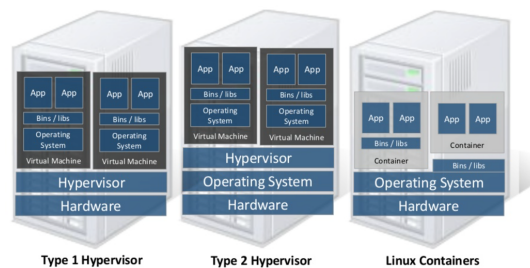 App App App App
Bins / libs Bins / libs
Operating System Operating System
Virtual Machine Virtual Machine
Hypervisor
Hardware
Type 1 Hypervisor
App App App App
Bins / libs Bins / libs
Operating System Operating System
Virtual Machine Virtual Machine
Hypervisor
Operating System
Hardware
Type 2 Hypervisor
App App App App
Bins / libs Container
Container Bins / libs
Operating System
Hardware
Linux Containers